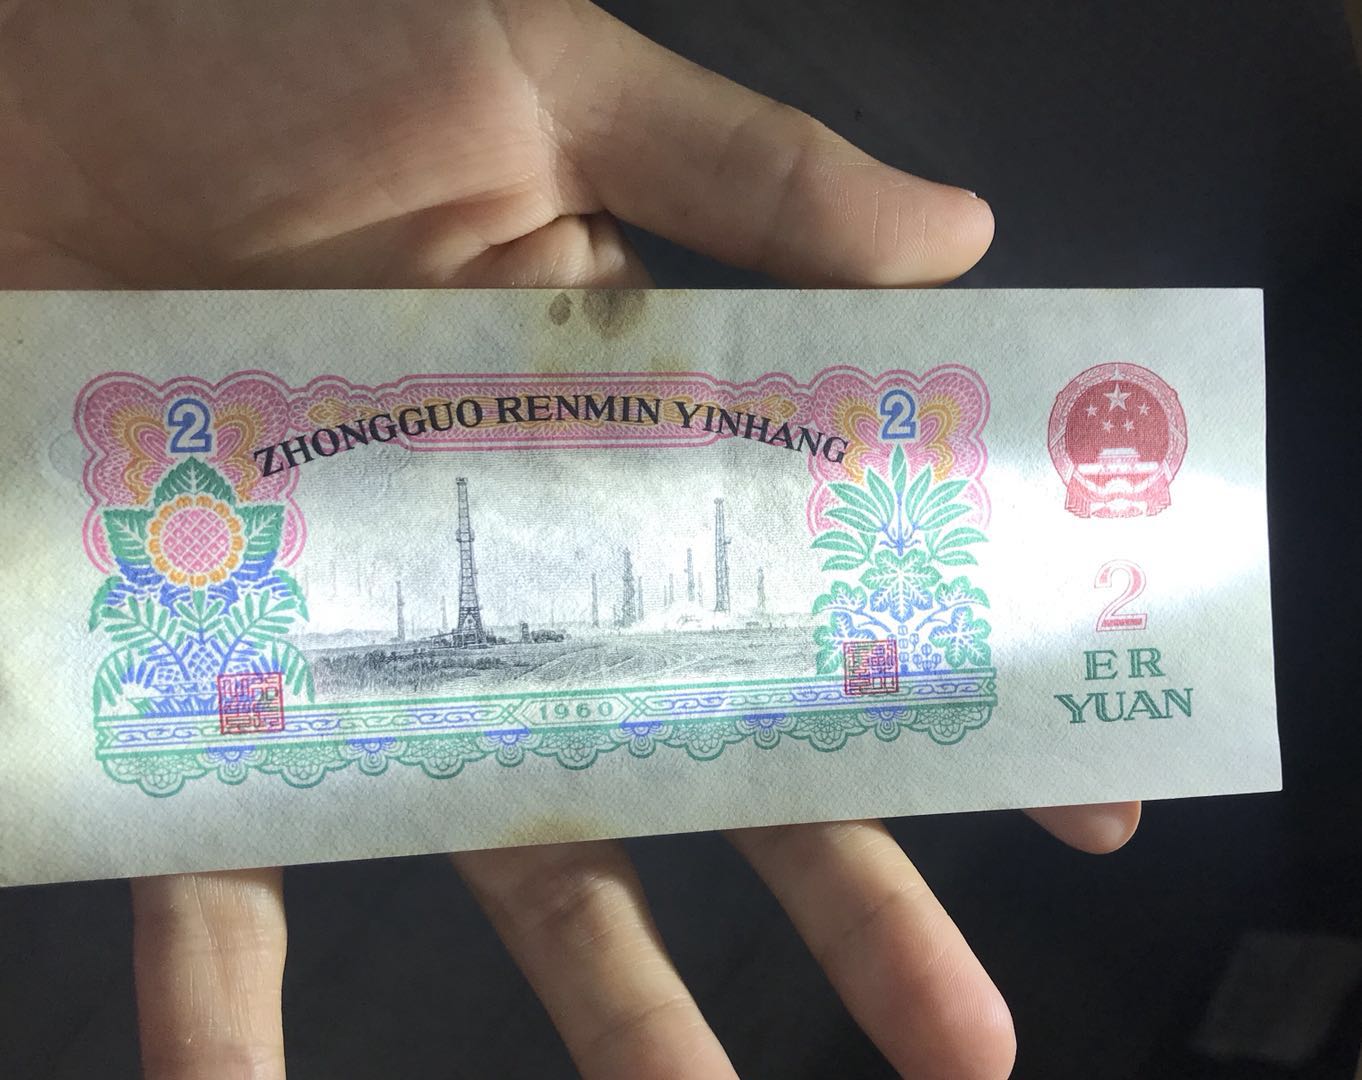 ZHONGGUO RENMIN YINHANG
2
2
1960
2
ER
YUAN